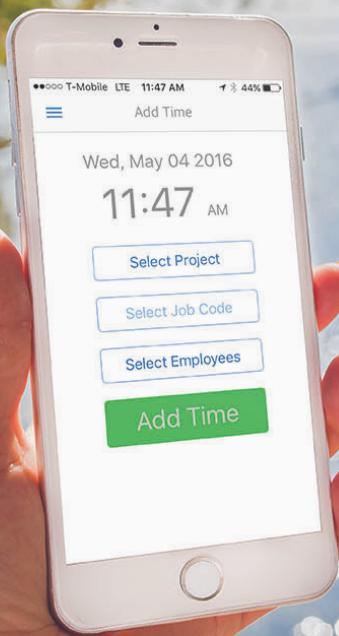 T-Mobile LTE 11:47 AM 44%
Add Time
Wed, May 04 2016
11:47 AM
Select Project
Select Job Code
Select Employees
Add Time